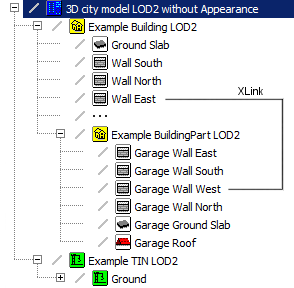 3D city model LOD2 without Appearance
Example Building LOD2
Ground Slab
Wall South
Wall North
Wall East
XLink
...
Example BuildingPart LOD2
Garage Wall East
Garage Wall South
Garage Wall West
Garage Wall North
Garage Ground Slab
Garage Roof
Example TIN LOD2
Ground